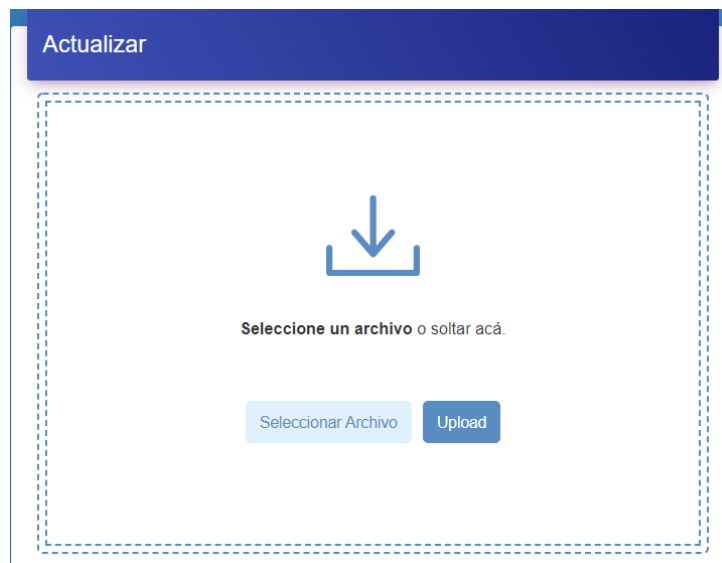 Actualizar
Seleccione un archivo o soltar acá.
Seleccionar Archivo
Upload